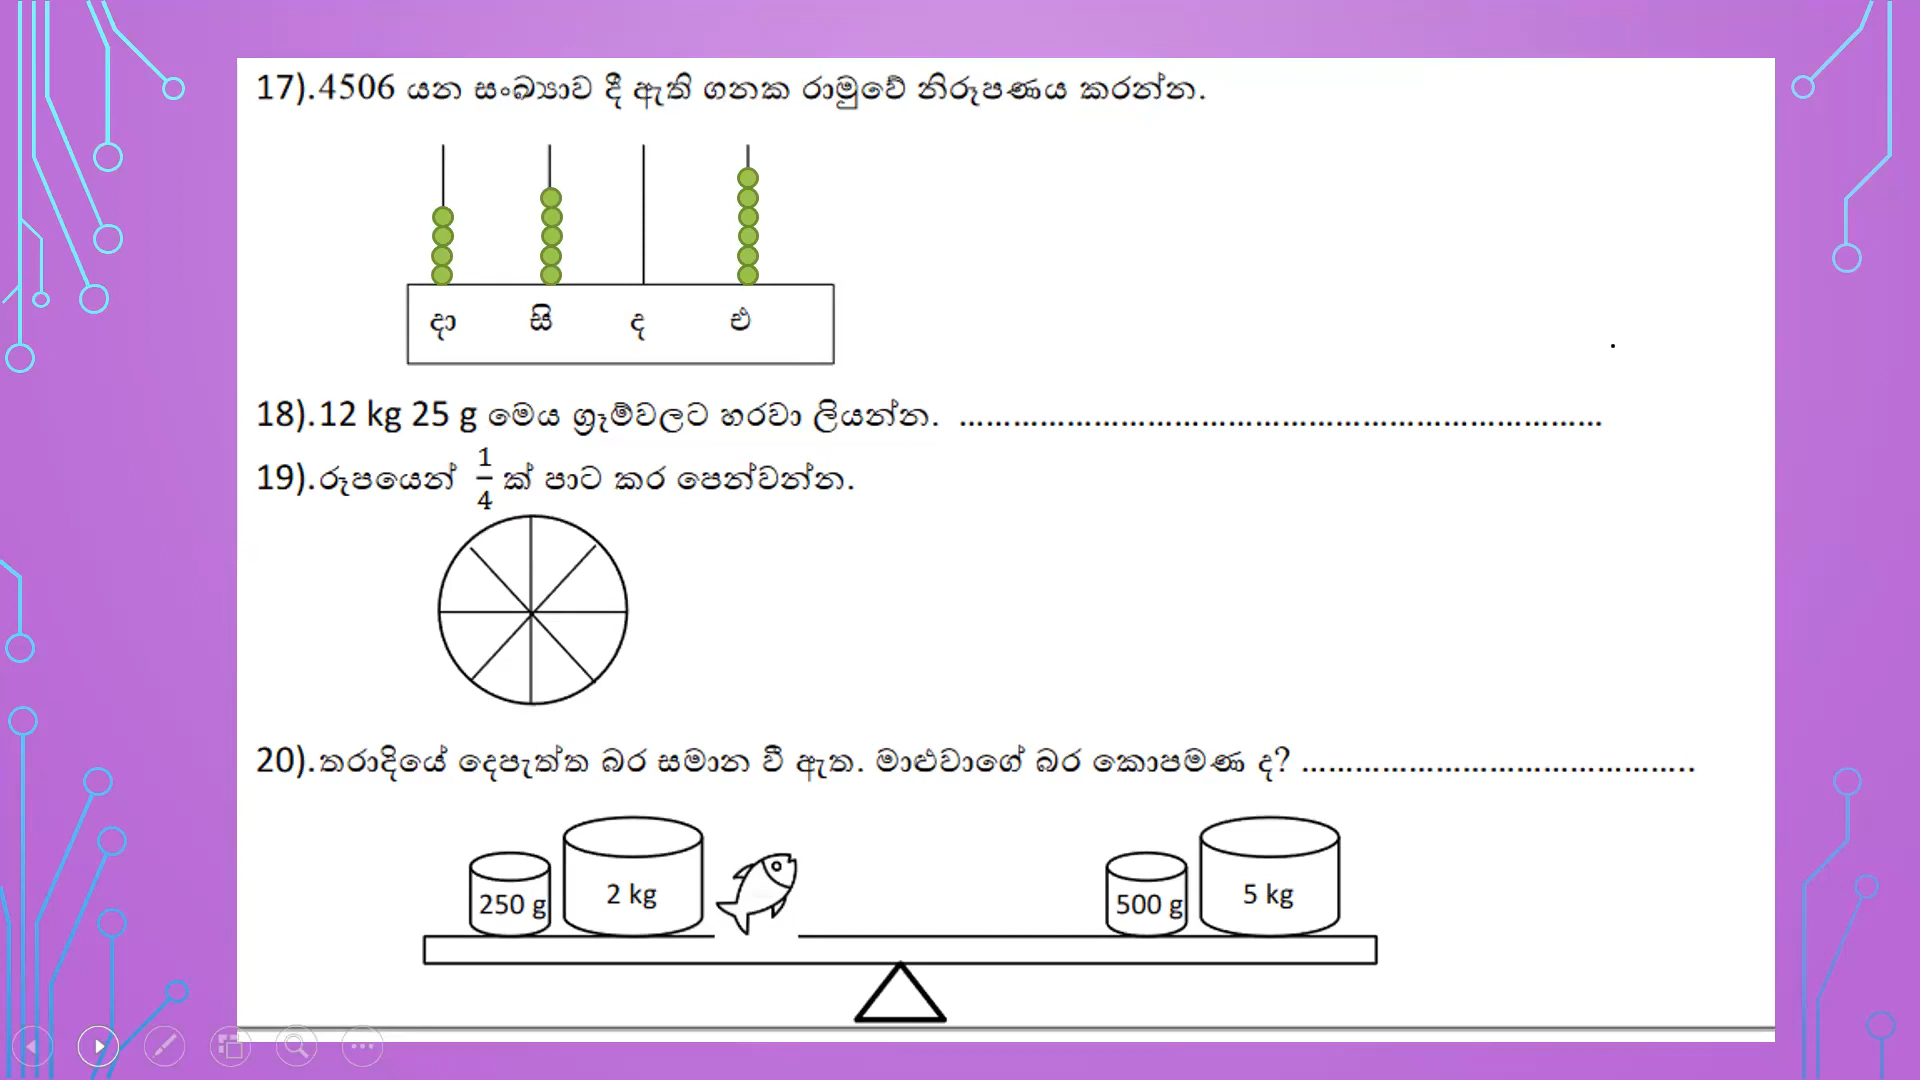 17).4506 යන සංඛ්‍යාව දී ඇති ගනක රාමුවේ නිරූපණය කරන්න.
දා සි ද එ
18).12 kg 25 g මෙය ග්‍රෑම්වලට හරවා ලියන්න. ........................................................................
19).රූපයෙන් 1/4 ක් පාට කර පෙන්වන්න.
20).තරාදියේ දෙපැත්ත බර සමාන වී ඇත. මාළුවාගේ බර කොපමණ ද? ............................................
250 g 2 kg 500 g 5 kg